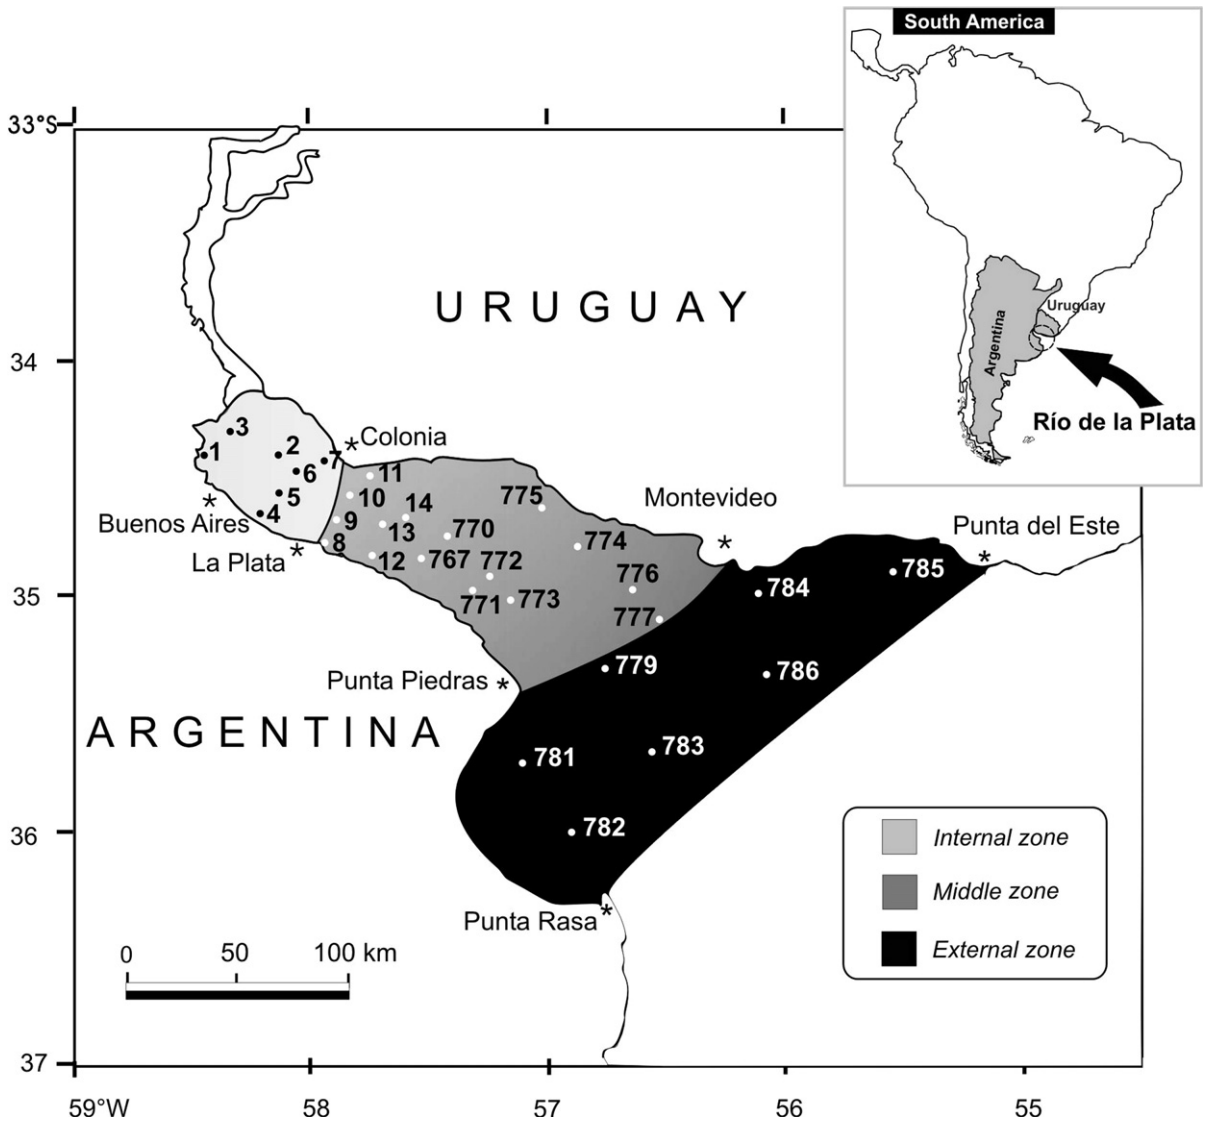 South America
33°S
URUGUAY
Uruguay
Argentina
34
Río de la Plata
3
Colonia
1
2
7
6
11
5
10
14
775
Montevideo
4
9
Punta del Este
Buenos Aires
13
770
8
774
La Plata
12
767
772
776
785
35
784
771
773
777
779
786
Punta Piedras
ARGENTINA
781
783
782
36
Internal zone
Middle zone
Punta Rasa
External zone
0 50 100 km
37
59°W 58 57 56 55